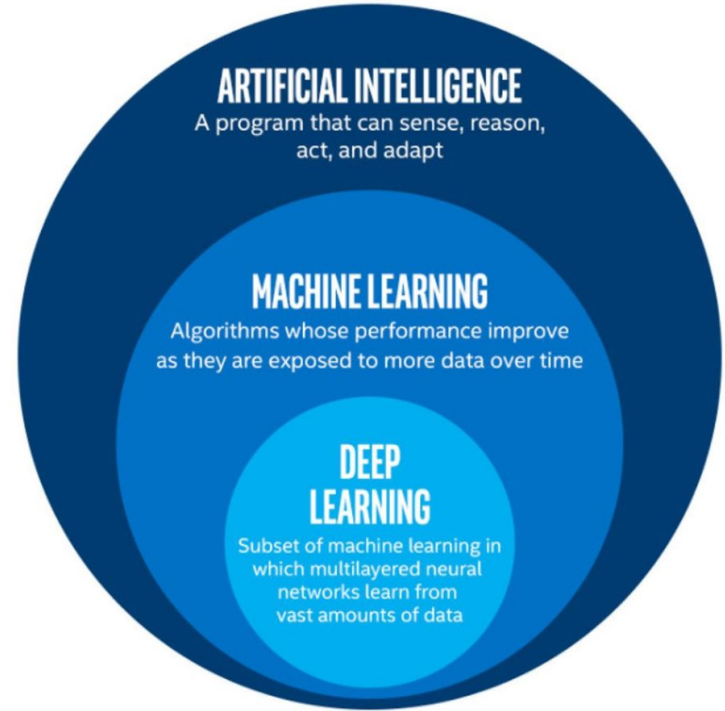 ARTIFICIAL INTELLIGENCE
A program that can sense, reason,
act, and adapt
MACHINE LEARNING
Algorithms whose performance improve
as they are exposed to more data over time
DEEP
LEARNING
Subset of machine learning in
which multilayered neural
networks learn from
vast amounts of data